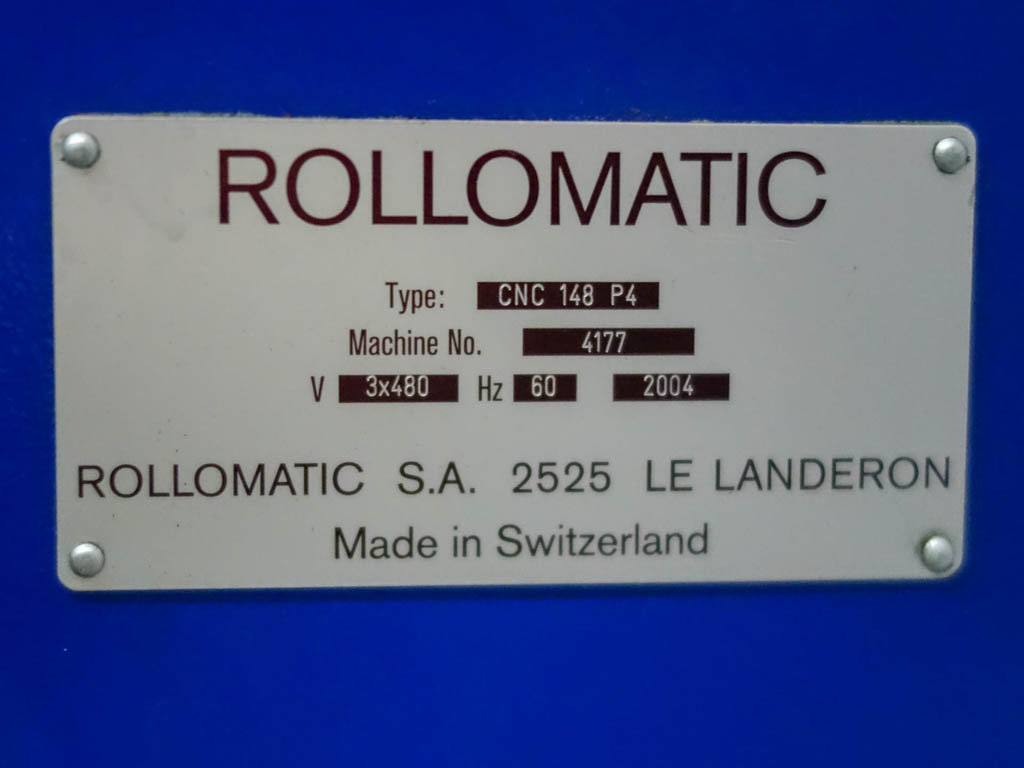 ROLLOMATIC
Type: CNC 148 P4
Machine No. 4177
V 3x480 Hz 60 2004
ROLLOMATIC S.A. 2525 LE LANDERON
Made in Switzerland